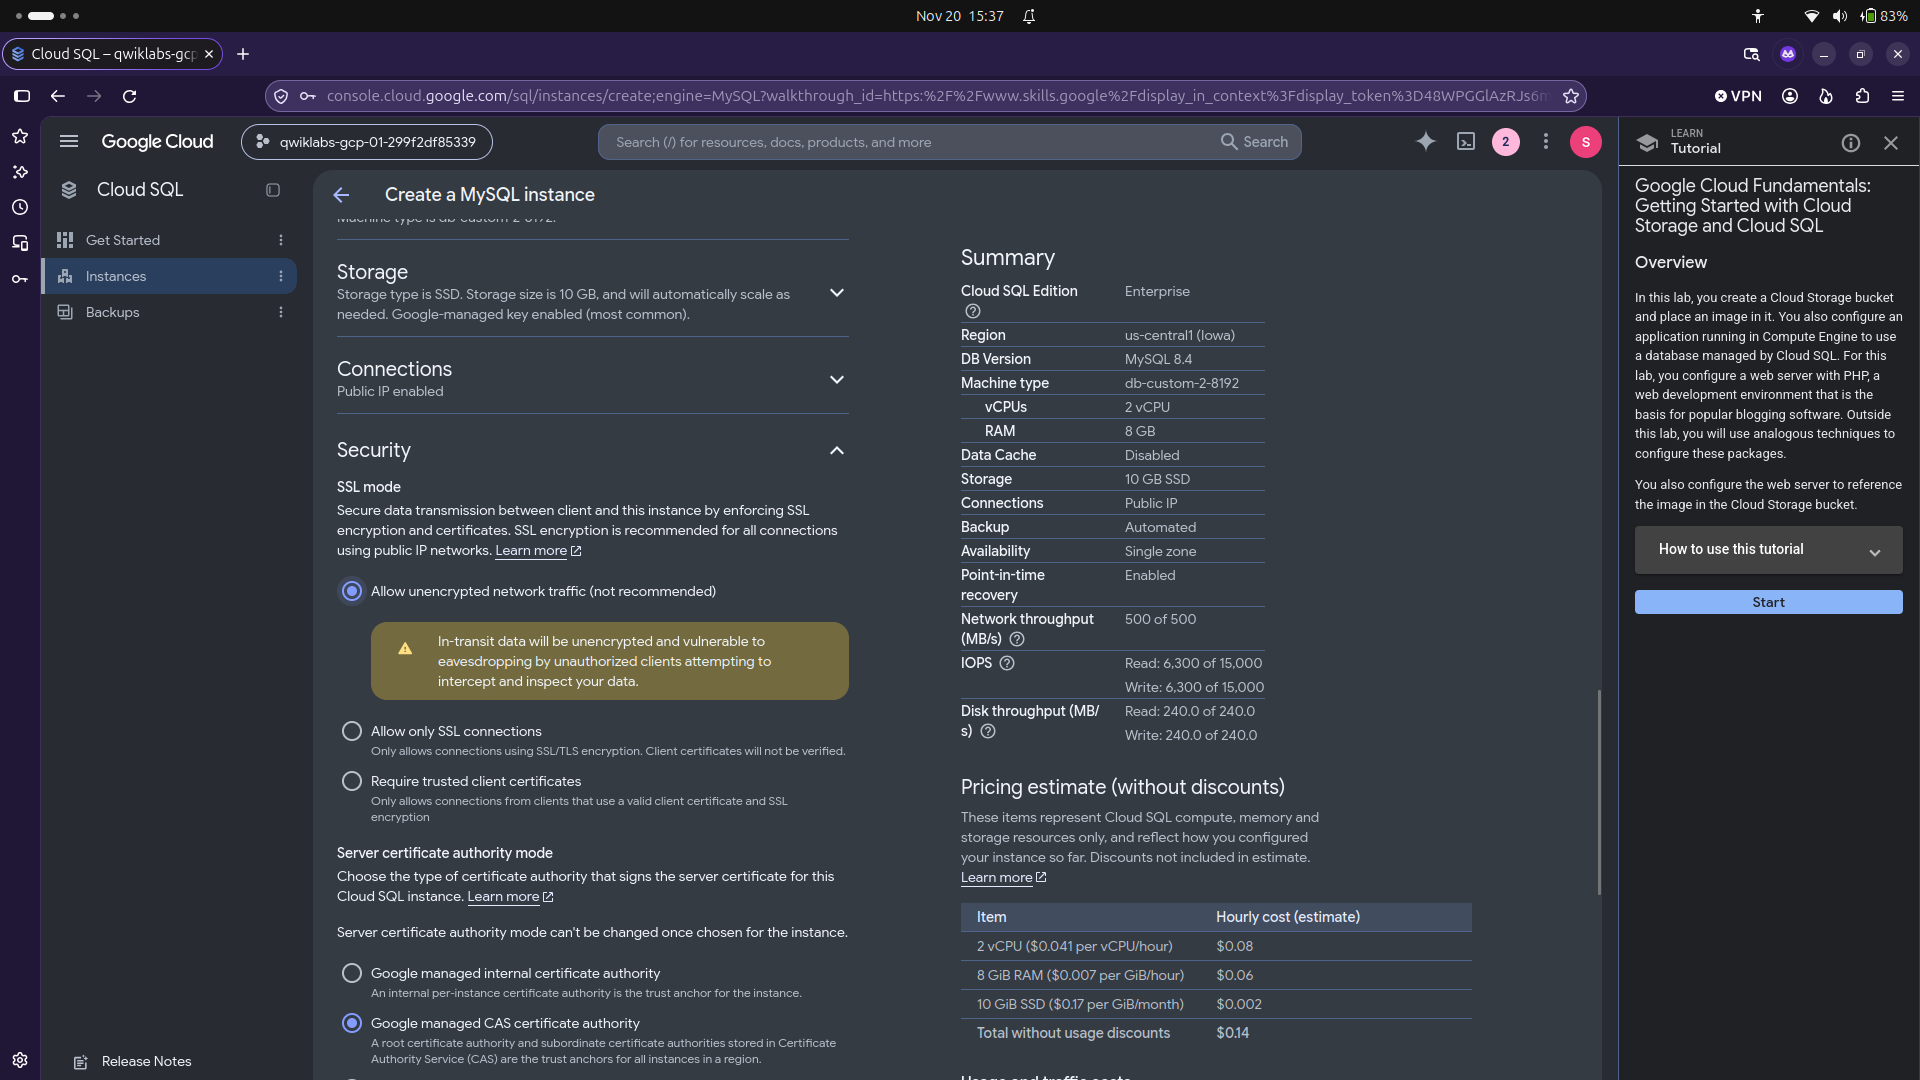 Nov 20 15:37
83%
Cloud SQL – qwiklabs-gcp
console.cloud.google.com/sql/instances/create;engine=MySQL?walkthrough_id=https:%2F%2Fwww.skills.google%2Fdisplay_in_context%3Fdisplay_token%3D48WPGGlAzRJs6m
VPN
Google Cloud
qwiklabs-gcp-01-299f2df85339
Search (/) for resources, docs, products, and more
Search
2
S
Cloud SQL
Get Started
Instances
Backups
Release Notes
Create a MySQL instance
Machine type is db-custom-2-8192.
Storage
Storage type is SSD. Storage size is 10 GB, and will automatically scale as
needed. Google-managed key enabled (most common).
Connections
Public IP enabled
Security
SSL mode
Secure data transmission between client and this instance by enforcing SSL
encryption and certificates. SSL encryption is recommended for all connections
using public IP networks. Learn more
Allow unencrypted network traffic (not recommended)
In-transit data will be unencrypted and vulnerable to
eavesdropping by unauthorized clients attempting to
intercept and inspect your data.
Allow only SSL connections
Only allows connections using SSL/TLS encryption. Client certificates will not be verified.
Require trusted client certificates
Only allows connections from clients that use a valid client certificate and SSL
encryption
Server certificate authority mode
Choose the type of certificate authority that signs the server certificate for this
Cloud SQL instance. Learn more
Server certificate authority mode can't be changed once chosen for the instance.
Google managed internal certificate authority
An internal per-instance certificate authority is the trust anchor for the instance.
Google managed CAS certificate authority
A root certificate authority and subordinate certificate authorities stored in Certificate
Authority Service (CAS) are the trust anchors for all instances in a region.
Summary
Cloud SQL Edition Enterprise
Region us-central1 (Iowa)
DB Version MySQL 8.4
Machine type db-custom-2-8192
vCPUs 2 vCPU
RAM 8 GB
Data Cache Disabled
Storage 10 GB SSD
Connections Public IP
Backup Automated
Availability Single zone
Point-in-time Enabled
recovery
Network throughput 500 of 500
(MB/s)
IOPS Read: 6,300 of 15,000
Write: 6,300 of 15,000
Disk throughput (MB/ Read: 240.0 of 240.0
s) Write: 240.0 of 240.0
Pricing estimate (without discounts)
These items represent Cloud SQL compute, memory and
storage resources only, and reflect how you configured
your instance so far. Discounts not included in estimate.
Learn more
Item Hourly cost (estimate)
2 vCPU ($0.041 per vCPU/hour) $0.08
8 GiB RAM ($0.007 per GiB/hour) $0.06
10 GiB SSD ($0.17 per GiB/month) $0.002
Total without usage discounts $0.14
Usage and traffic costs
LEARN
Tutorial
Google Cloud Fundamentals:
Getting Started with Cloud
Storage and Cloud SQL
Overview
In this lab, you create a Cloud Storage bucket
and place an image in it. You also configure an
application running in Compute Engine to use
a database managed by Cloud SQL. For this
lab, you configure a web server with PHP, a
web development environment that is the
basis for popular blogging software. Outside
this lab, you will use analogous techniques to
configure these packages.
You also configure the web server to reference
the image in the Cloud Storage bucket.
How to use this tutorial
Start